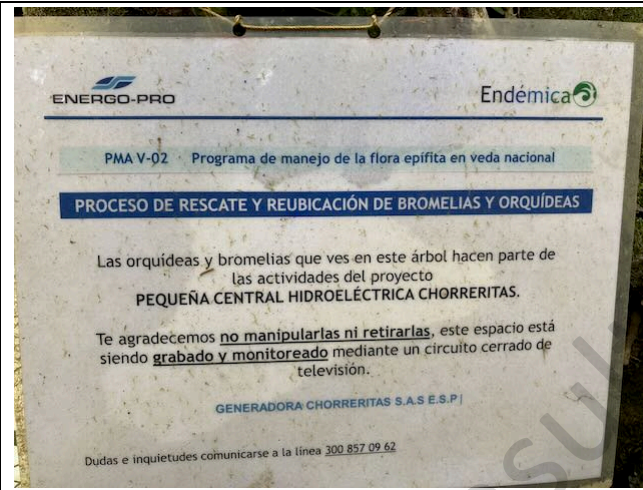 ENERGO-PRO
Endémica
PMA V-02 Programa de manejo de la flora epífita en veda nacional
PROCESO DE RESCATE Y REUBICACIÓN DE BROMELIAS Y ORQUÍDEAS
Las orquídeas y bromelias que ves en este árbol hacen parte de
las actividades del proyecto
PEQUEÑA CENTRAL HIDROELÉCTRICA CHORRERITAS.
Te agradecemos no manipularlas ni retirarlas, este espacio está
siendo grabado y monitoreado mediante un circuito cerrado de
televisión.
GENERADORA CHORRERITAS S.A.S E.S.P|
Dudas e inquietudes comunicarse a la línea 300 857 09 62